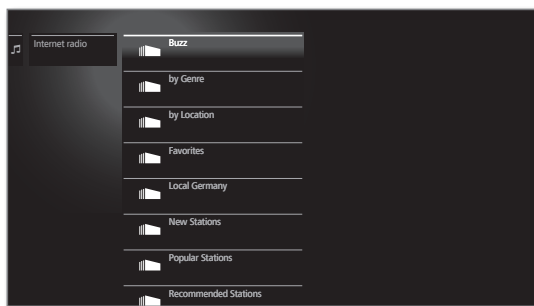 Internet radio
Buzz
by Genre
by Location
Favorites
Local Germany
New Stations
Popular Stations
Recommended Stations